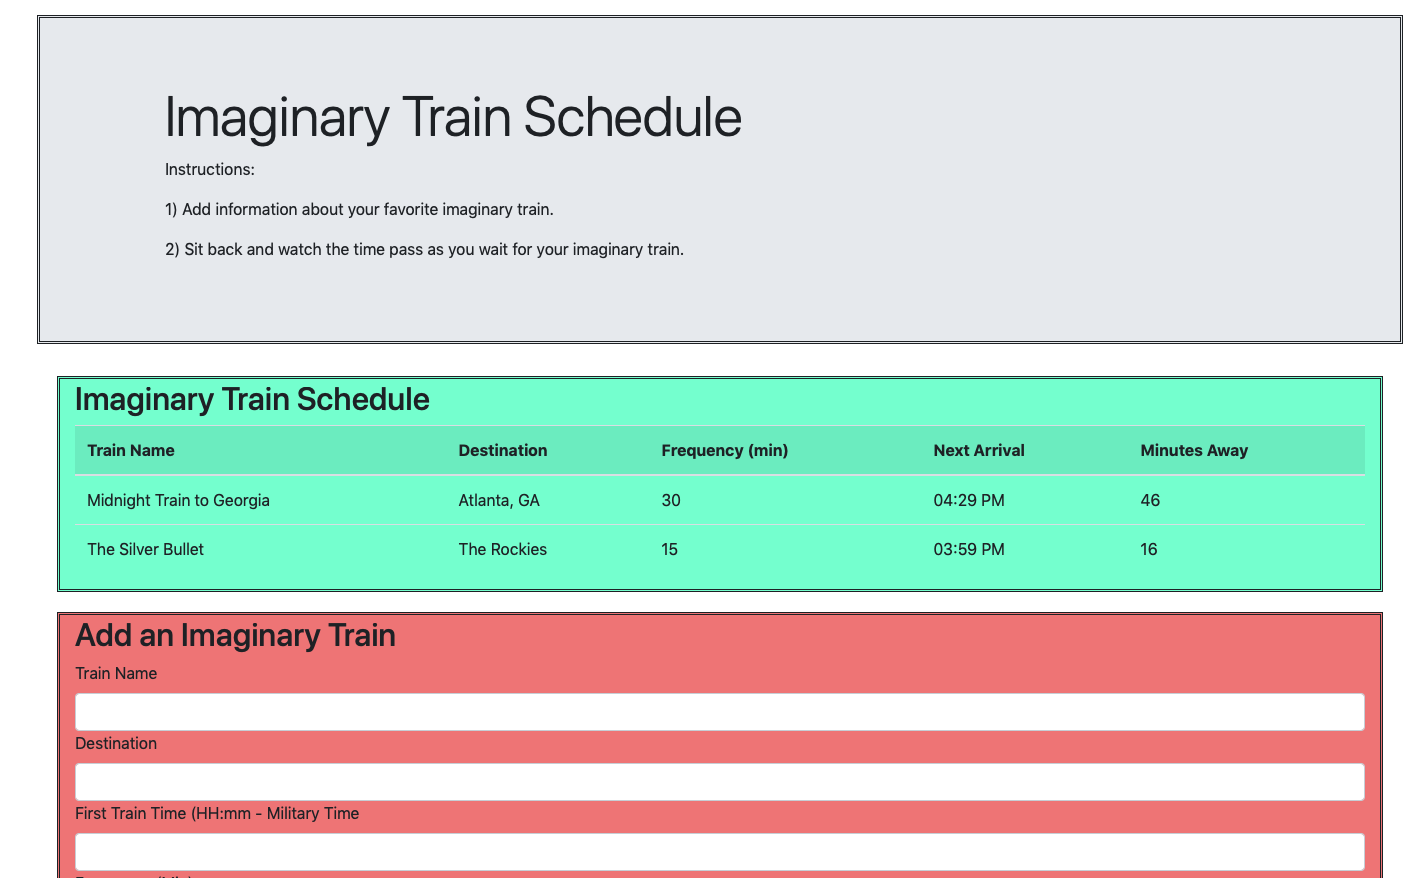 Imaginary Train Schedule
Instructions:
1) Add information about your favorite imaginary train.
2) Sit back and watch the time pass as you wait for your imaginary train.
Imaginary Train Schedule
Train Name Destination Frequency (min) Next Arrival Minutes Away
Midnight Train to Georgia Atlanta, GA 30 04:29 PM 46
The Silver Bullet The Rockies 15 03:59 PM 16
Add an Imaginary Train
Train Name
Destination
First Train Time (HH:mm - Military Time